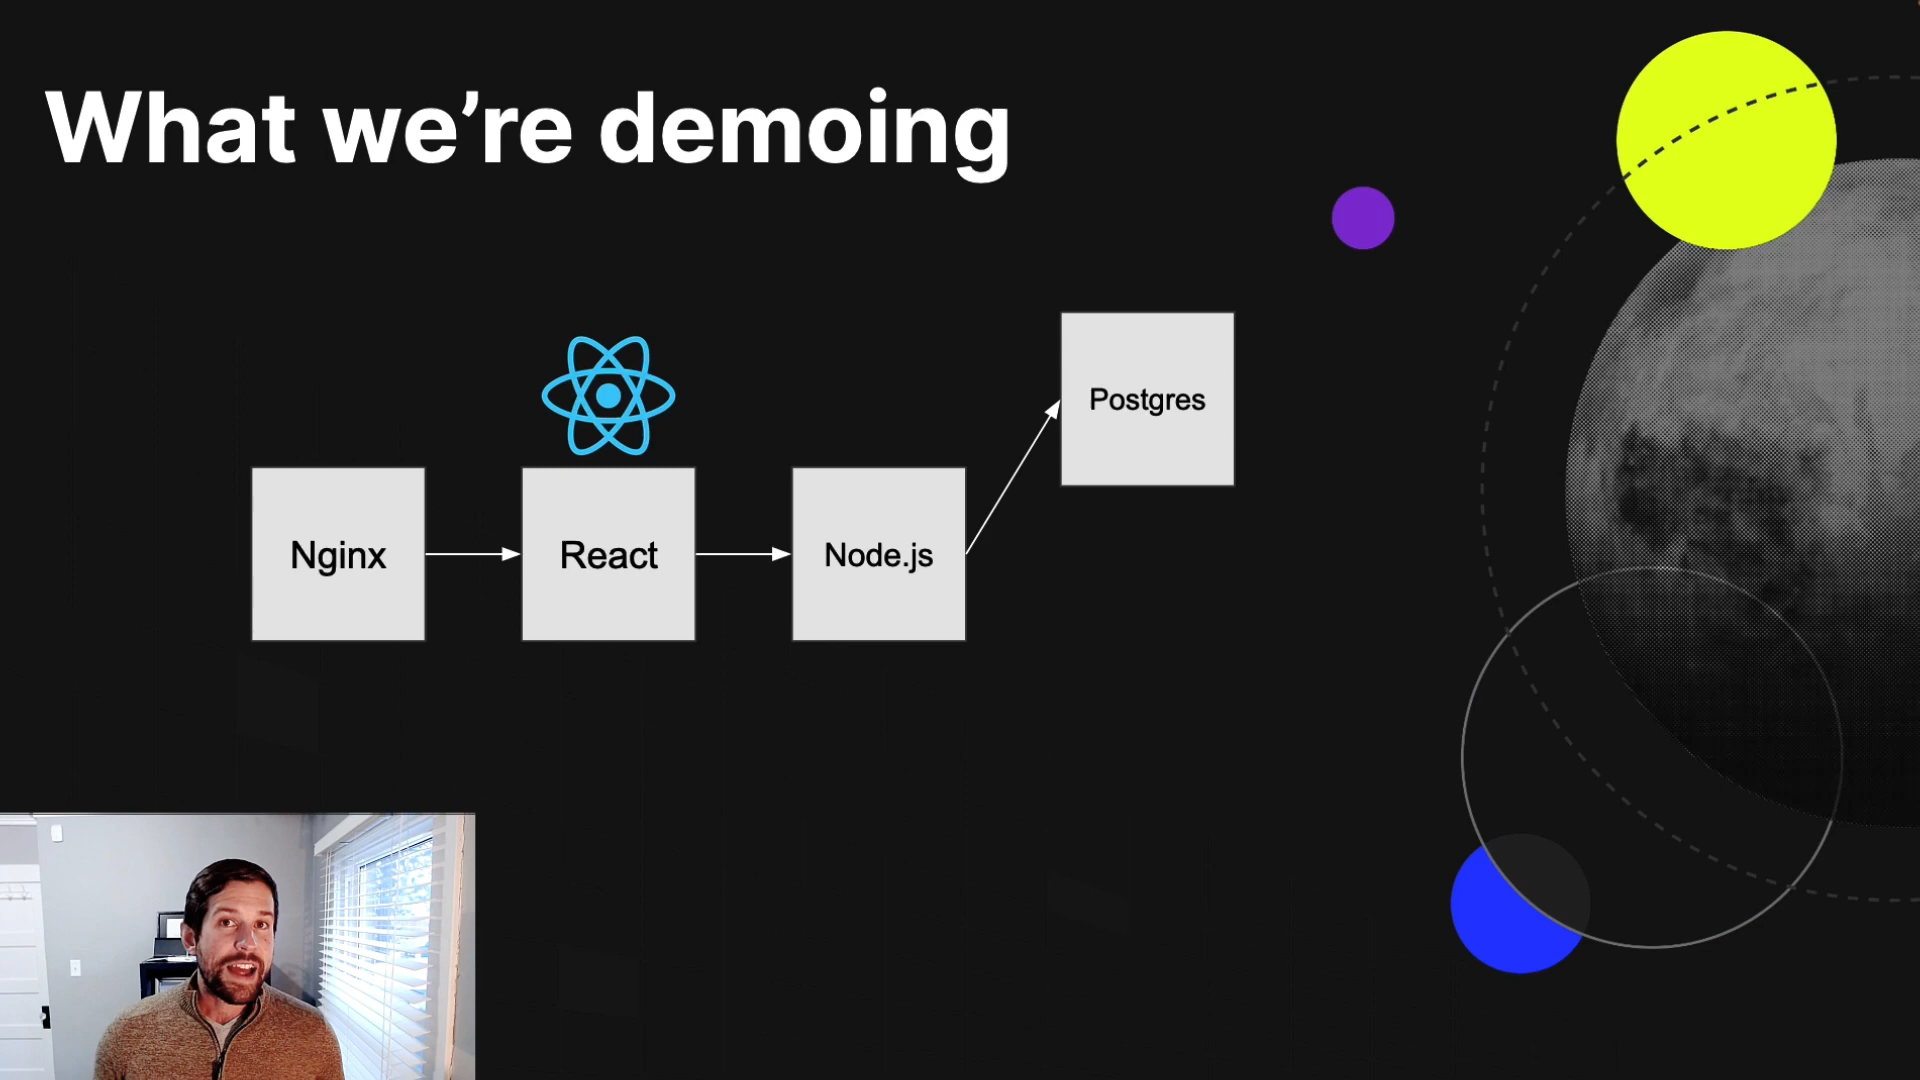 What we’re demoing
Postgres
Nginx
React
Node.js